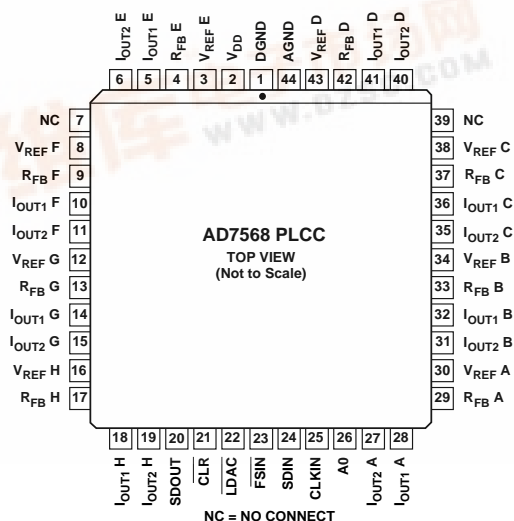 IOUT2 E
IOUT1 E
RFB E
VREF E
VDD
DGND
AGND
VREF D
RFB D
IOUT1 D
IOUT2 D
6 5 4 3 2 1 44 43 42 41 40
NC 7
VREF F 8
RFB F 9
IOUT1 F 10
IOUT2 F 11
VREF G 12
RFB G 13
IOUT1 G 14
IOUT2 G 15
VREF H 16
RFB H 17
AD7568 PLCC
TOP VIEW
(Not to Scale)
39 NC
38 VREF C
37 RFB C
36 IOUT1 C
35 IOUT2 C
34 VREF B
33 RFB B
32 IOUT1 B
31 IOUT2 B
30 VREF A
29 RFB A
18 19 20 21 22 23 24 25 26 27 28
IOUT1 H
IOUT2 H
SDOUT
CLR
LDAC
FSIN
SDIN
CLKIN
A0
IOUT2 A
IOUT1 A
NC = NO CONNECT